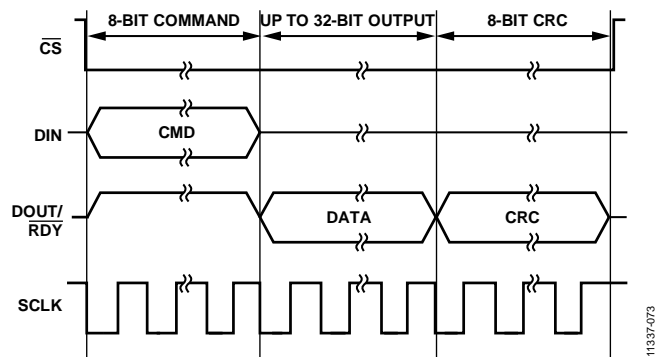 8-BIT COMMAND
UP TO 32-BIT OUTPUT
8-BIT CRC
CS
DIN
CMD
DOUT/
RDY
DATA
CRC
SCLK
11337-073